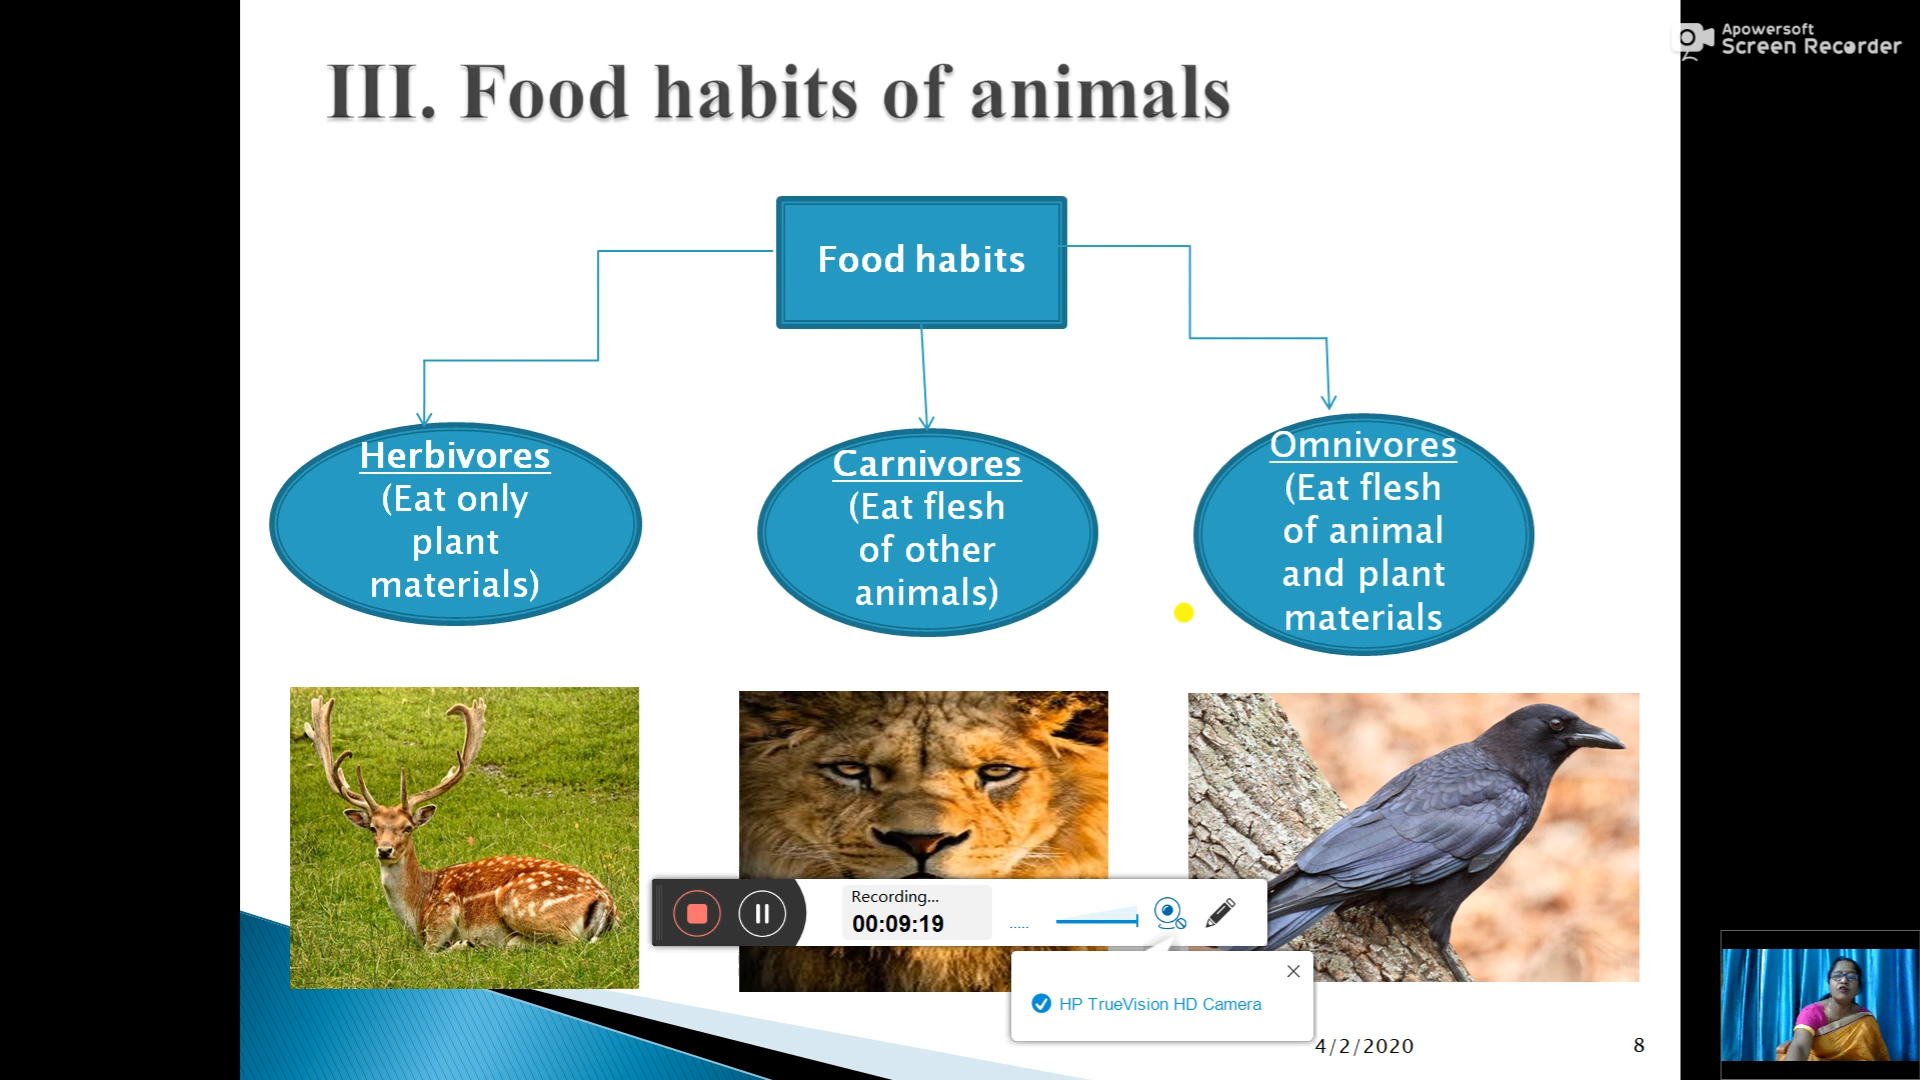 Apowersoft
Screen Recorder
III. Food habits of animals
Food habits
Herbivores
(Eat only
plant
materials)
Carnivores
(Eat flesh
of other
animals)
Omnivores
(Eat flesh
of animal
and plant
materials
Recording...
00:09:19
HP TrueVision HD Camera
4/2/2020
8